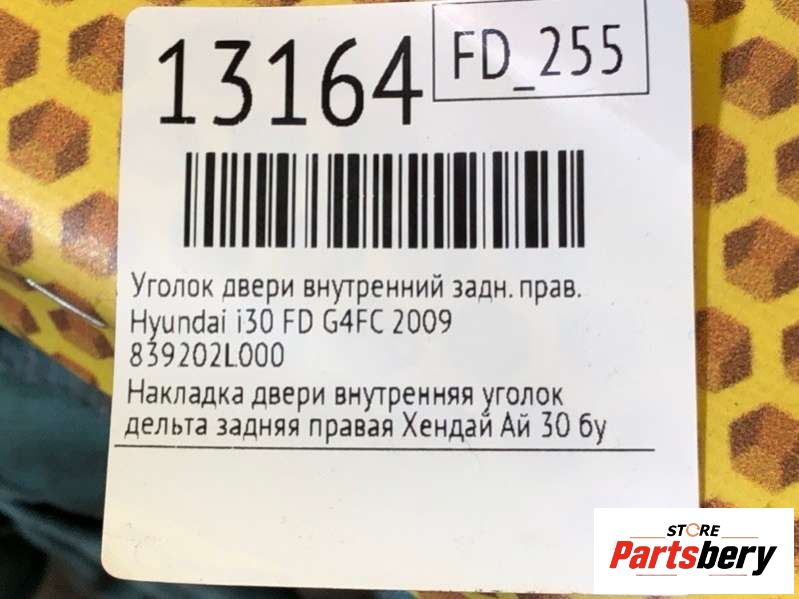 13164
FD_255
Уголок двери внутренний задн. прав.
Hyundai i30 FD G4FC 2009
839202L000
Накладка двери внутренняя уголок
дельта задняя правая Хендай Ай 30 бу
STORE
Partsbery